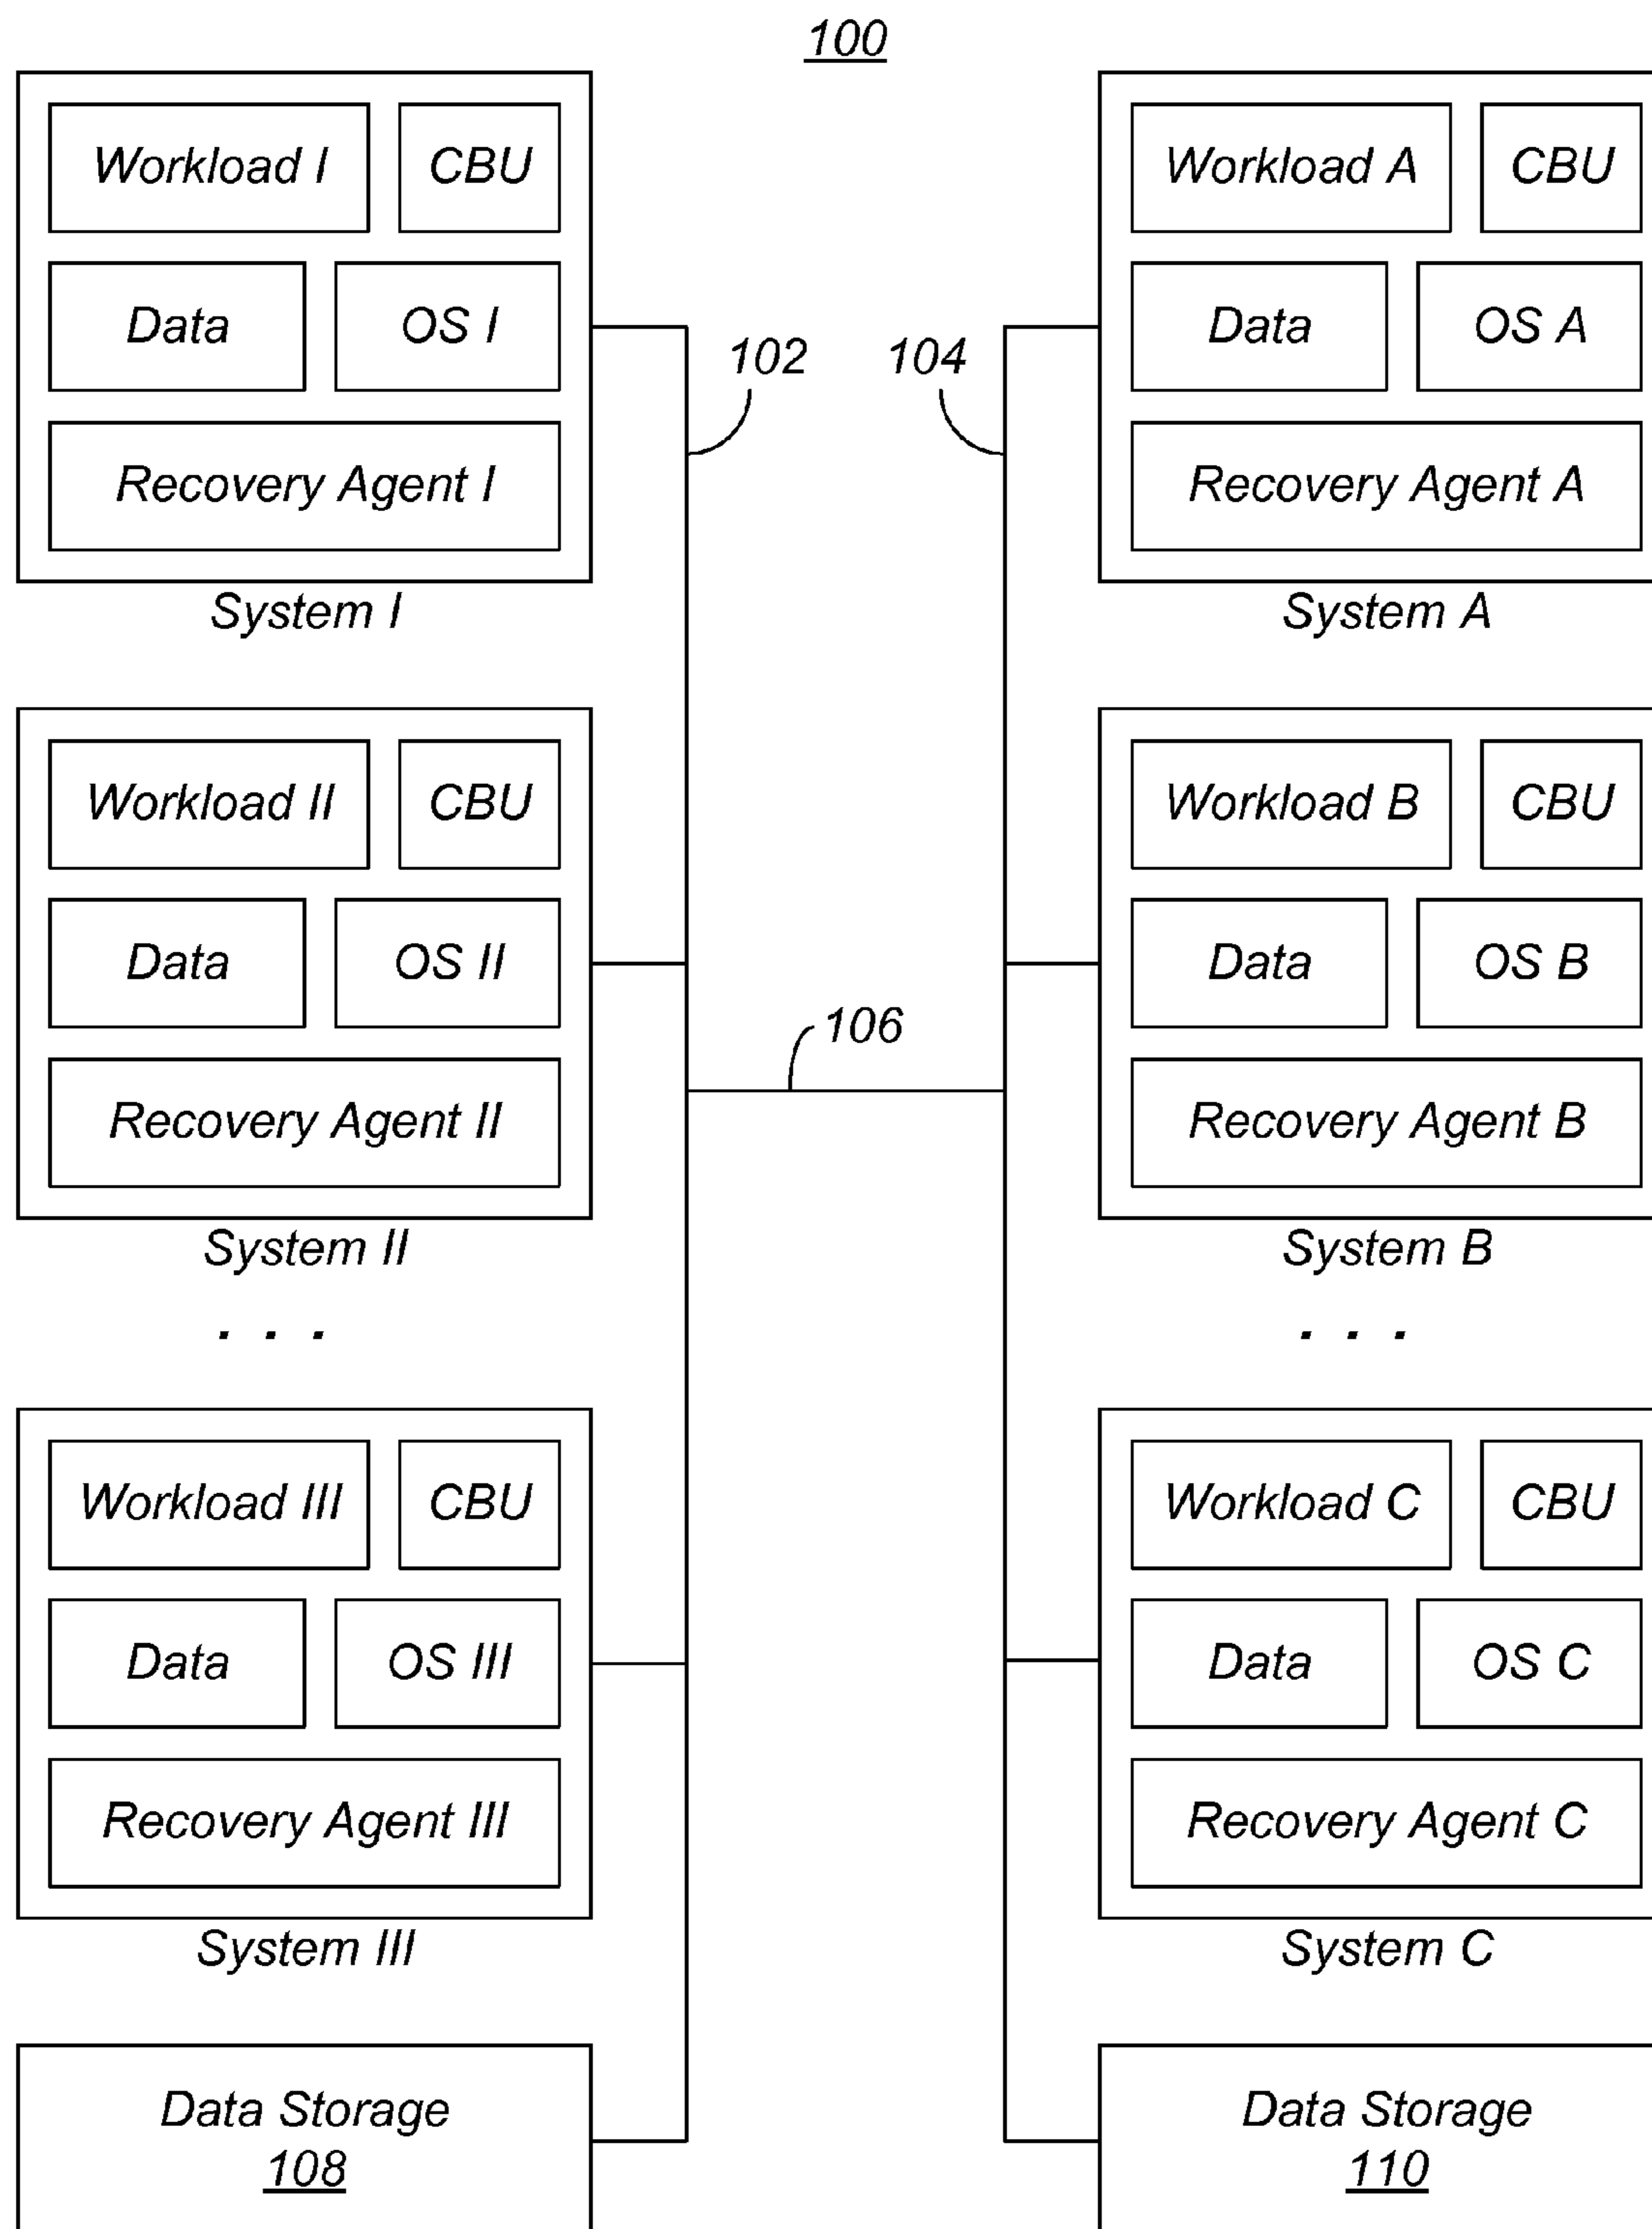 100
Workload I
CBU
Data
OS I
Recovery Agent I
System I
Workload II
CBU
Data
OS II
Recovery Agent II
System II
. . .
Workload III
CBU
Data
OS III
Recovery Agent III
System III
Data Storage
108
102
104
106
Workload A
CBU
Data
OS A
Recovery Agent A
System A
Workload B
CBU
Data
OS B
Recovery Agent B
System B
. . .
Workload C
CBU
Data
OS C
Recovery Agent C
System C
Data Storage
110